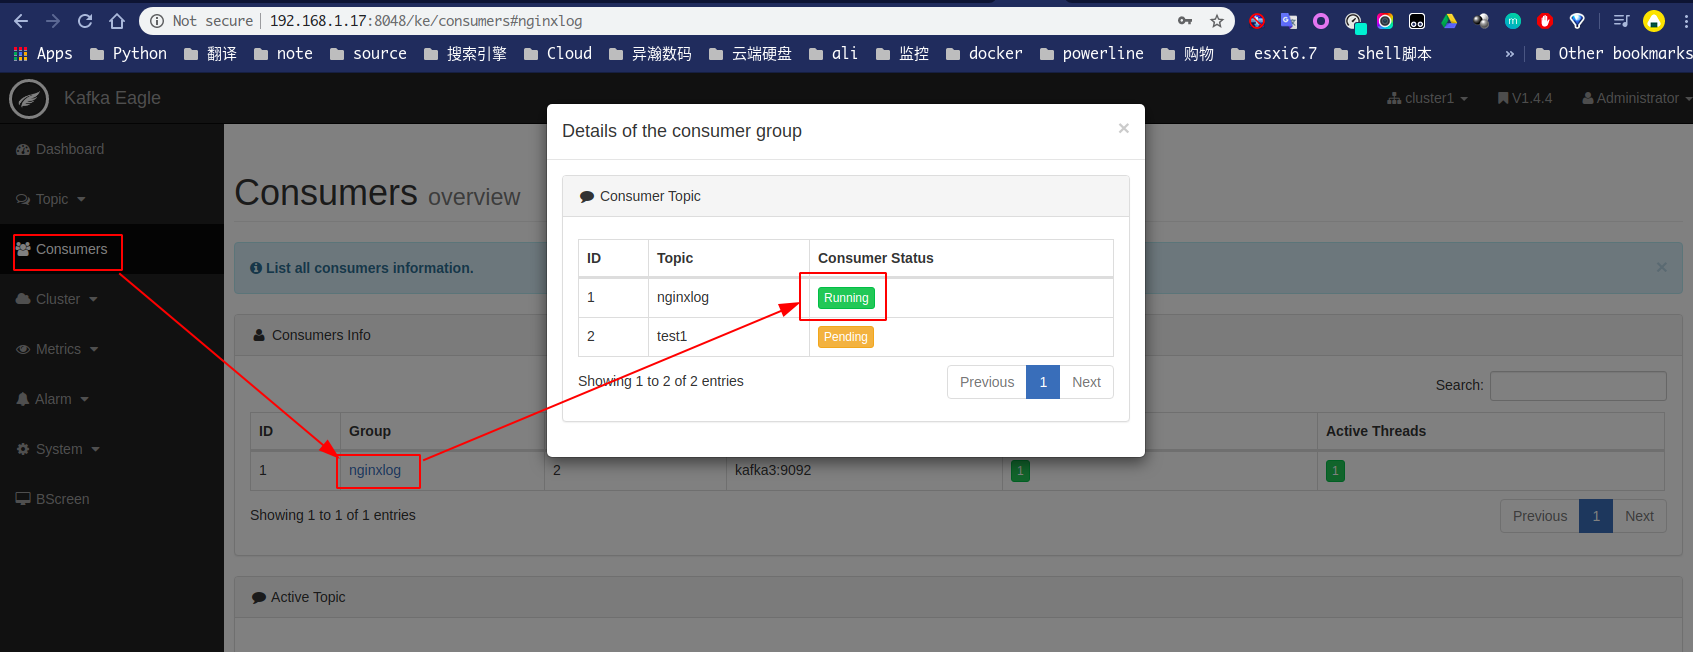 Not secure | 192.168.1.17:8048/ke/consumers#nginxlog
Apps Python 翻译 note source 搜索引擎 Cloud 异瀚数码 云端硬盘 ali 监控 docker powerline 购物 esxi6.7 shell脚本 » Other bookmarks
Kafka Eagle cluster1 V1.4.4 Administrator
Details of the consumer group ×
Dashboard
Topic
Consumers
Cluster
Metrics
Alarm
System
BScreen
Consumers overview
List all consumers information. ×
Consumers Info
Search:
ID Group Active Threads
1 nginxlog 2 kafka3:9092 1 1
Showing 1 to 1 of 1 entries Previous 1 Next
Active Topic
Consumer Topic
ID Topic Consumer Status
1 nginxlog Running
2 test1 Pending
Showing 1 to 2 of 2 entries Previous 1 Next